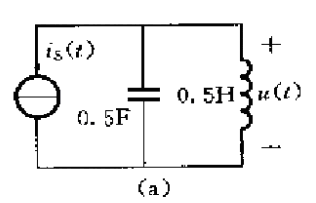 i_S(t)
+
0.5F
0.5H
u(t)
−
(a)